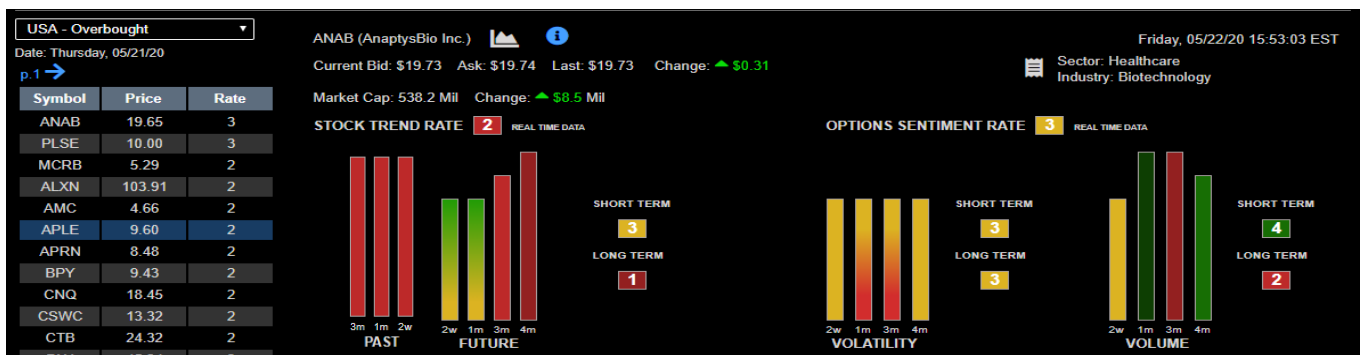 USA - Overbought
Date: Thursday, 05/21/20
p.1
Symbol Price Rate
ANAB 19.65 3
PLSE 10.00 3
MCRB 5.29 2
ALXN 103.91 2
AMC 4.66 2
APLE 9.60 2
APRN 8.48 2
BPY 9.43 2
CNQ 18.45 2
CSWC 13.32 2
CTB 24.32 2
ANAB (AnaptysBio Inc.)
Friday, 05/22/20 15:53:03 EST
Current Bid: $19.73 Ask: $19.74 Last: $19.73 Change: $0.31
Sector: Healthcare
Industry: Biotechnology
Market Cap: 538.2 Mil Change: $8.5 Mil
STOCK TREND RATE 2 REAL TIME DATA
SHORT TERM
3
LONG TERM
1
3m 1m 2w
PAST
2w 1m 3m 4m
FUTURE
OPTIONS SENTIMENT RATE 3 REAL TIME DATA
SHORT TERM
3
LONG TERM
3
2w 1m 3m 4m
VOLATILITY
SHORT TERM
4
LONG TERM
2
2w 1m 3m 4m
VOLUME